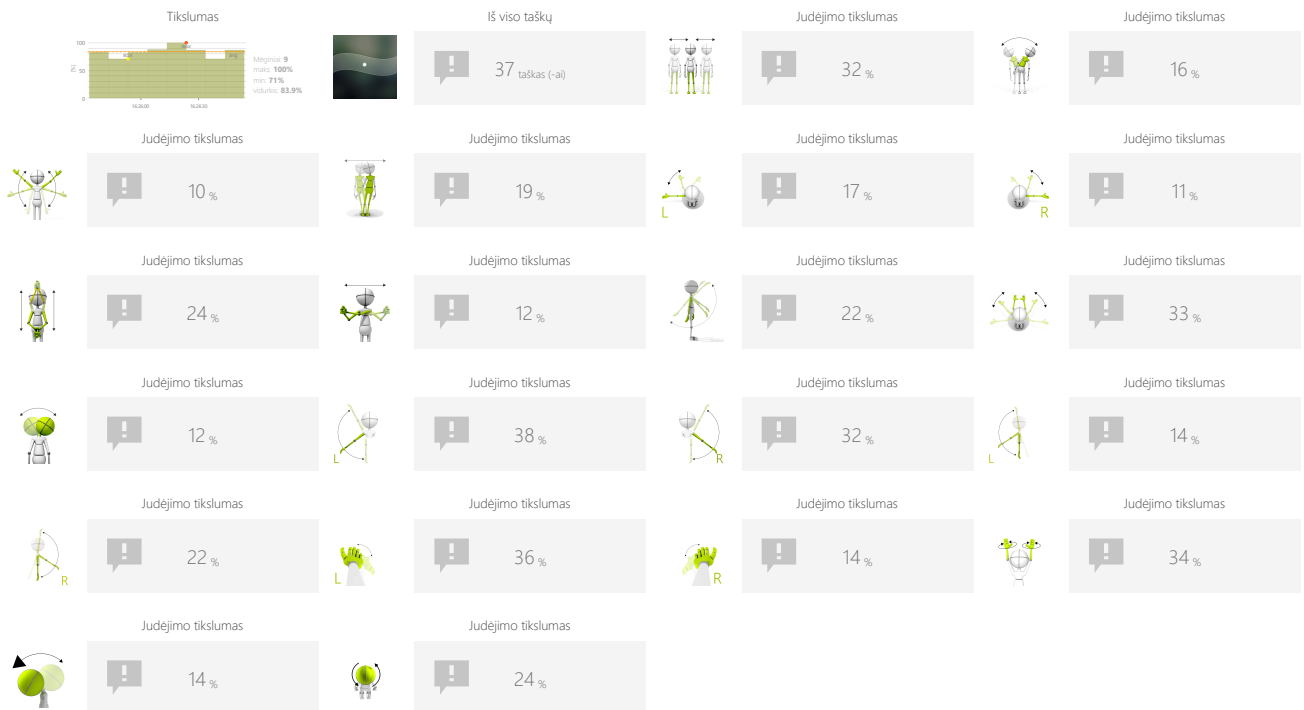 Tikslumas
Iš viso taškų
Judėjimo tikslumas
Judėjimo tikslumas
100
50
0
[%]
16:26:00
16:26:30
Mėginiai: 9
maks: 100%
min: 71%
vidurkis: 83.9%
37 taškas (-ai)
32 %
16 %
Judėjimo tikslumas
Judėjimo tikslumas
Judėjimo tikslumas
Judėjimo tikslumas
10 %
19 %
L
17 %
R
11 %
Judėjimo tikslumas
Judėjimo tikslumas
Judėjimo tikslumas
Judėjimo tikslumas
24 %
12 %
22 %
33 %
Judėjimo tikslumas
Judėjimo tikslumas
Judėjimo tikslumas
Judėjimo tikslumas
12 %
L
38 %
R
32 %
L
14 %
Judėjimo tikslumas
Judėjimo tikslumas
Judėjimo tikslumas
Judėjimo tikslumas
R
22 %
L
36 %
R
14 %
34 %
Judėjimo tikslumas
Judėjimo tikslumas
14 %
24 %